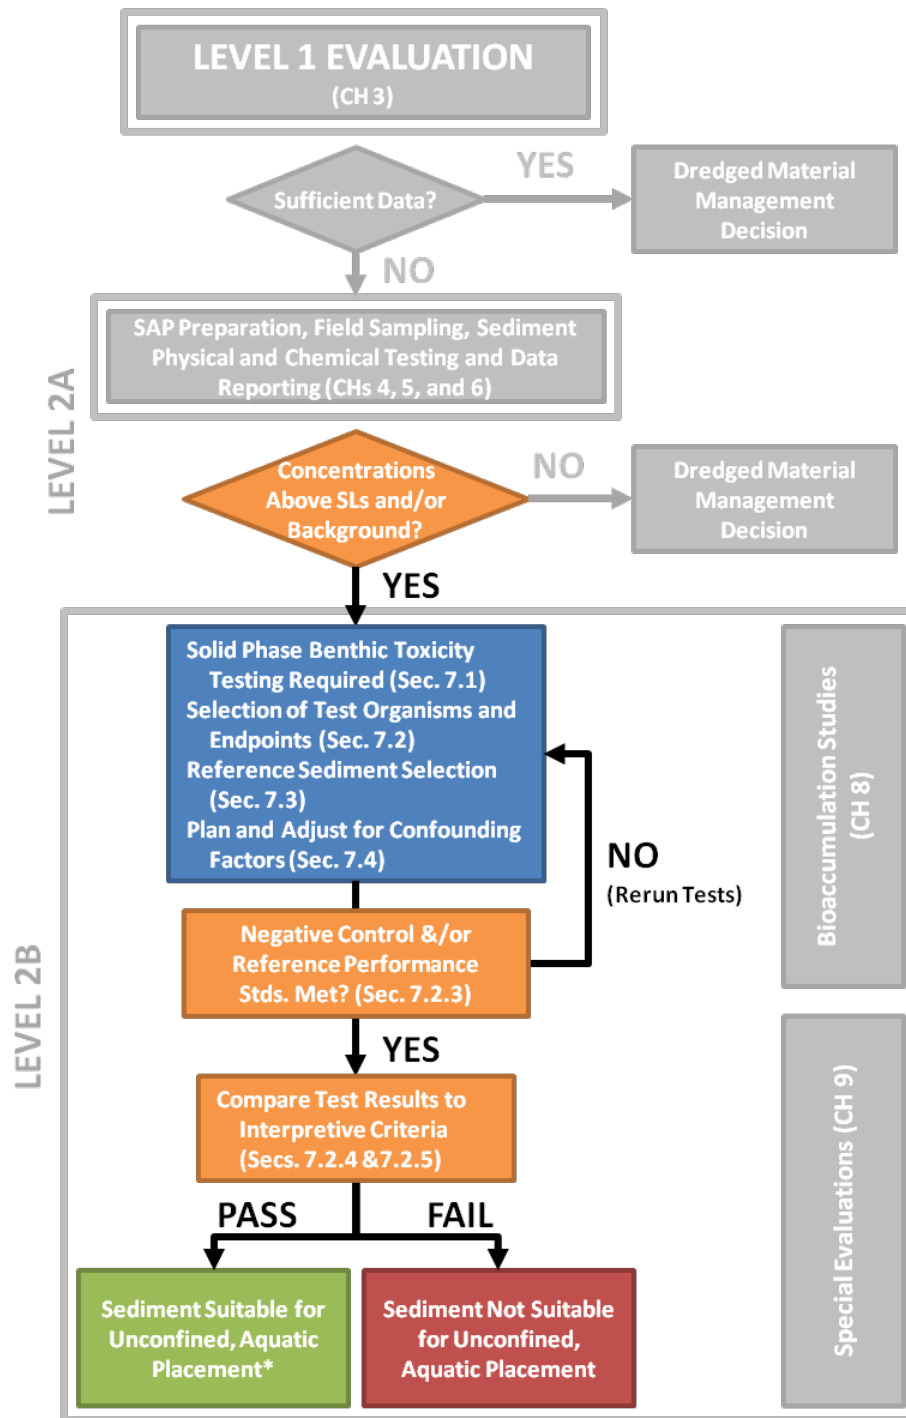 LEVEL 1 EVALUATION
(CH 3)
Sufficient Data?
YES
Dredged Material
Management
Decision
NO
SAP Preparation, Field Sampling, Sediment
Physical and Chemical Testing and Data
Reporting (CHs 4, 5, and 6)
LEVEL 2A
Concentrations
Above SLs and/or
Background?
NO
Dredged Material
Management
Decision
YES
Solid Phase Benthic Toxicity
Testing Required (Sec. 7.1)
Selection of Test Organisms and
Endpoints (Sec. 7.2)
Reference Sediment Selection
(Sec. 7.3)
Plan and Adjust for Confounding
Factors (Sec. 7.4)
NO
(Rerun Tests)
Bioaccumulation Studies
(CH 8)
LEVEL 2B
Negative Control &/or
Reference Performance
Stds. Met? (Sec. 7.2.3)
YES
Compare Test Results to
Interpretive Criteria
(Secs. 7.2.4 &7.2.5)
PASS
FAIL
Sediment Suitable for
Unconfined, Aquatic
Placement*
Sediment Not Suitable
for Unconfined,
Aquatic Placement
Special Evaluations (CH 9)